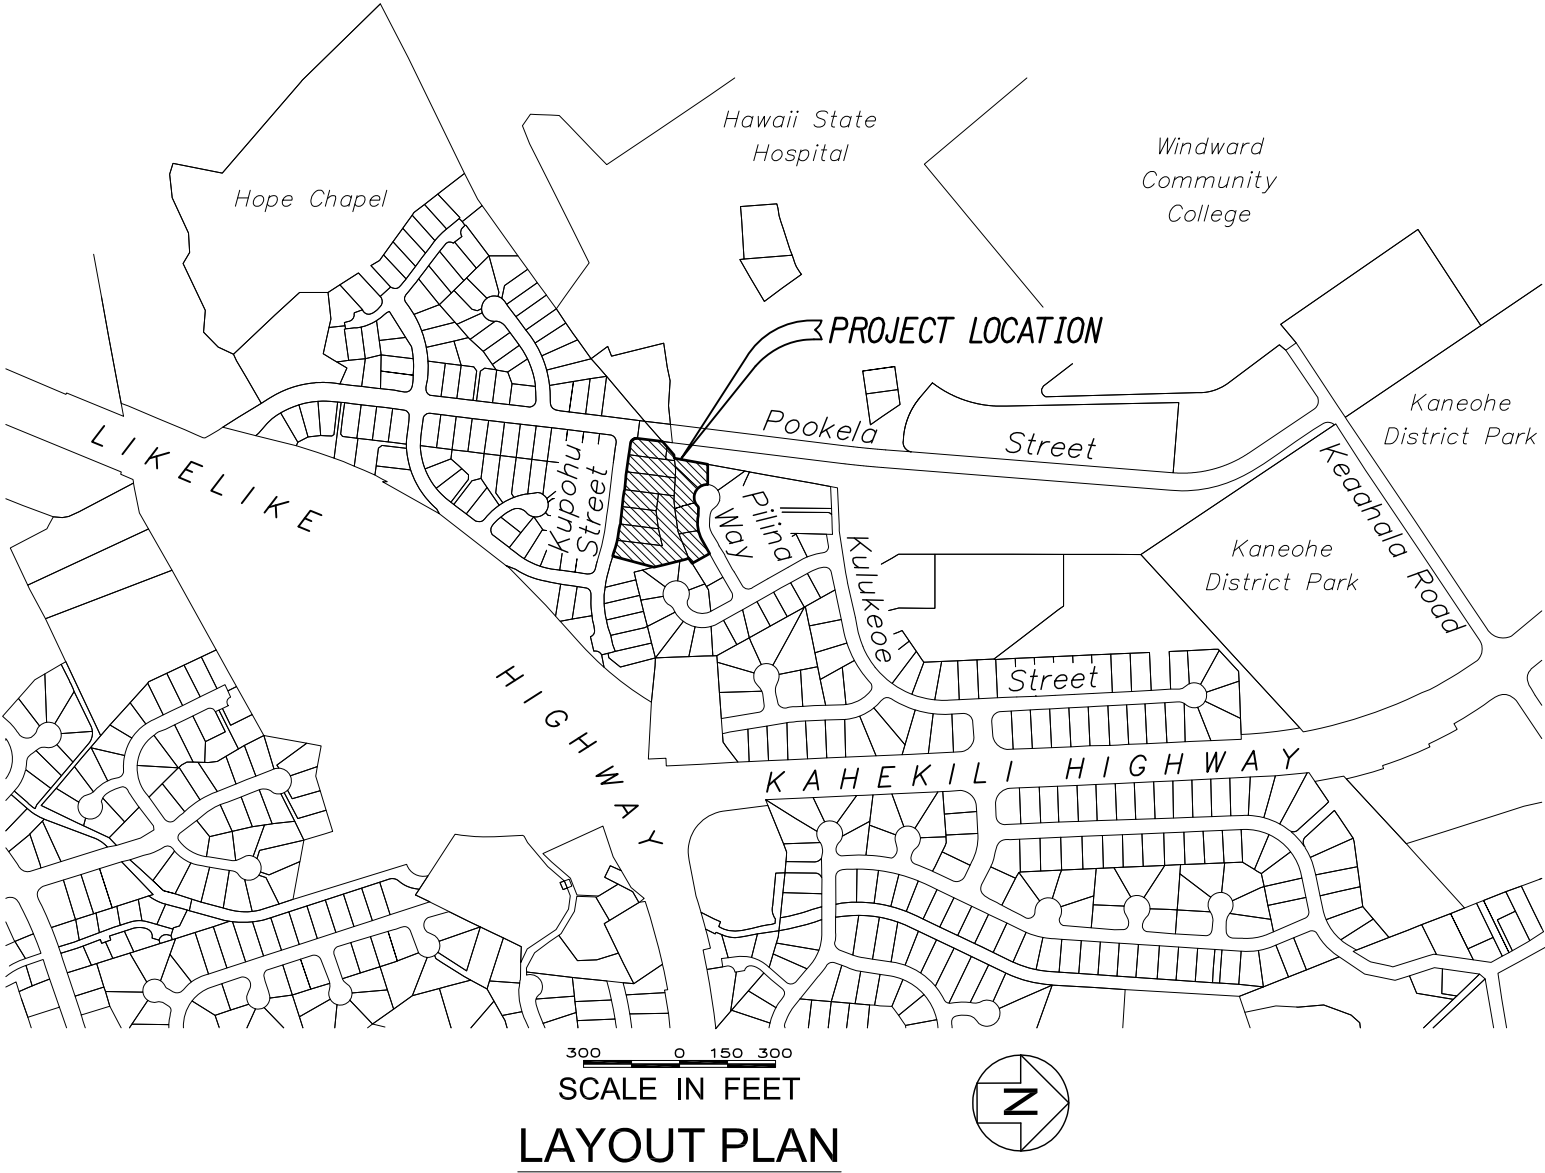 Hawaii State
Hospital
Windward
Community
College
Hope Chapel
PROJECT LOCATION
Kaneohe
District Park
Pookela
Street
LIKELIKE
HIGHWAY
Kupohu
Street
Pilina
Way
Keaahala Road
Kulukeoe
Street
Kaneohe
District Park
KAHEKILI HIGHWAY
300 0 150 300
SCALE IN FEET
N
LAYOUT PLAN